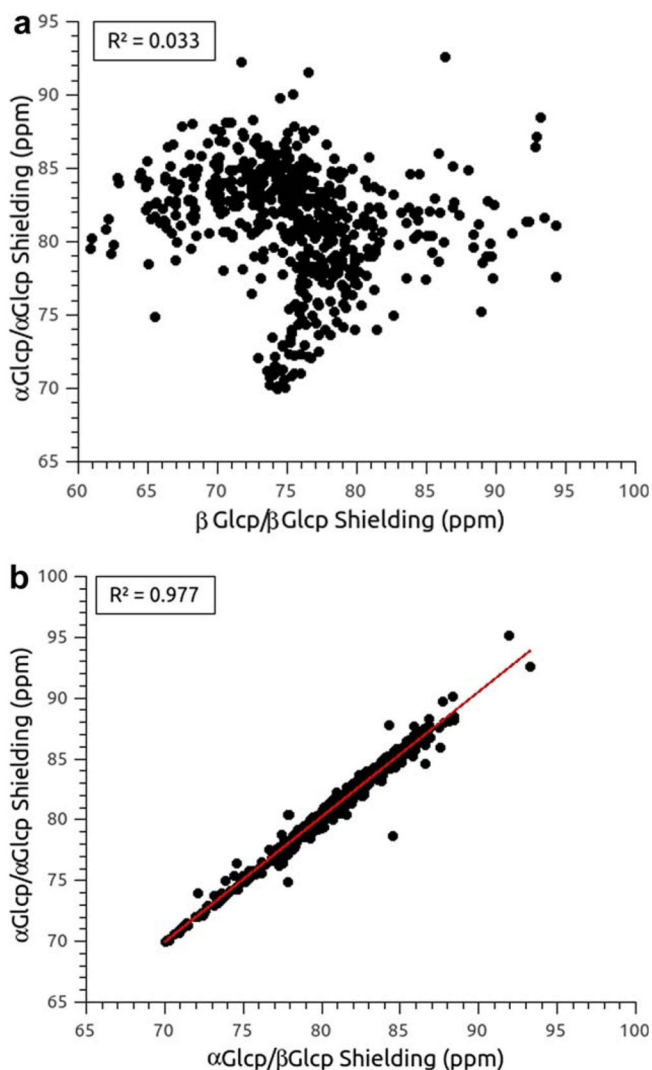 a
R² = 0.033
αGlcp/αGlcp Shielding (ppm)
95
90
85
80
75
70
65
60 65 70 75 80 85 90 95 100
β Glcp/βGlcp Shielding (ppm)
b
R² = 0.977
αGlcp/αGlcp Shielding (ppm)
100
95
90
85
80
75
70
65
65 70 75 80 85 90 95 100
αGlcp/βGlcp Shielding (ppm)